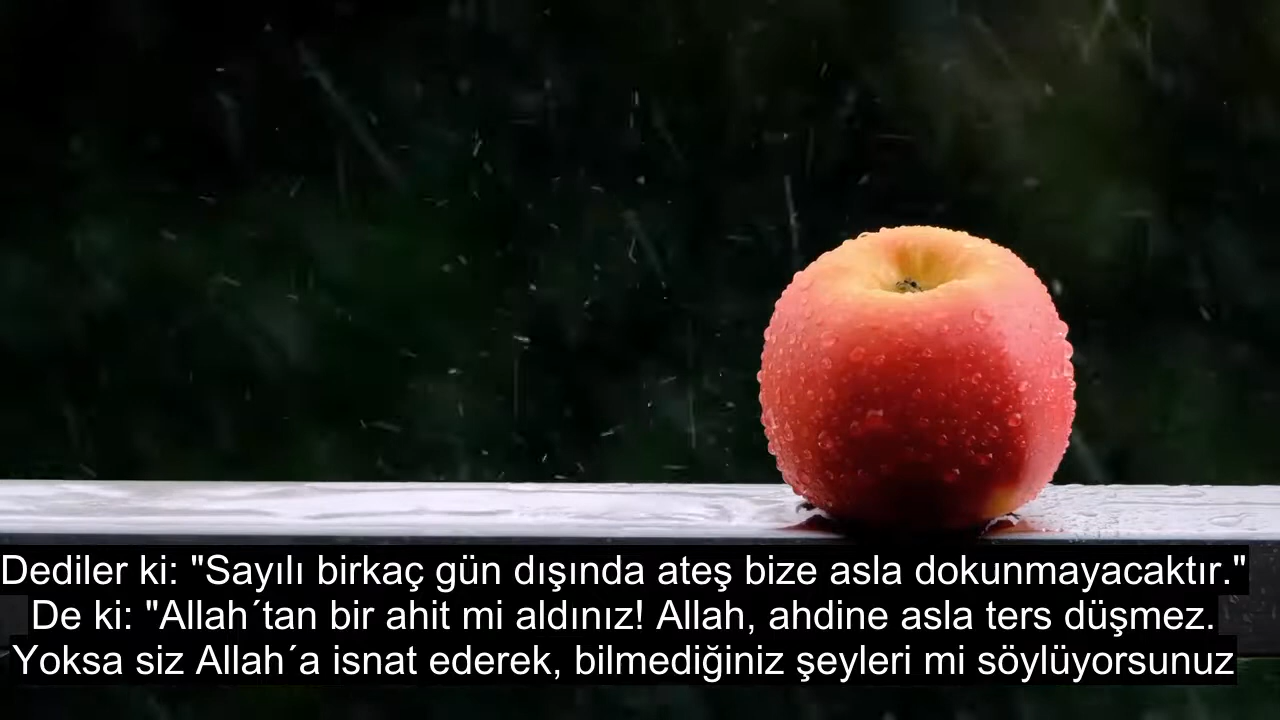 Dediler ki: "Sayılı birkaç gün dışında ateş bize asla dokunmayacaktır."
De ki: "Allah´tan bir ahit mi aldınız! Allah, ahdine asla ters düşmez.
Yoksa siz Allah´a isnat ederek, bilmediğiniz şeyleri mi söylüyorsunuz